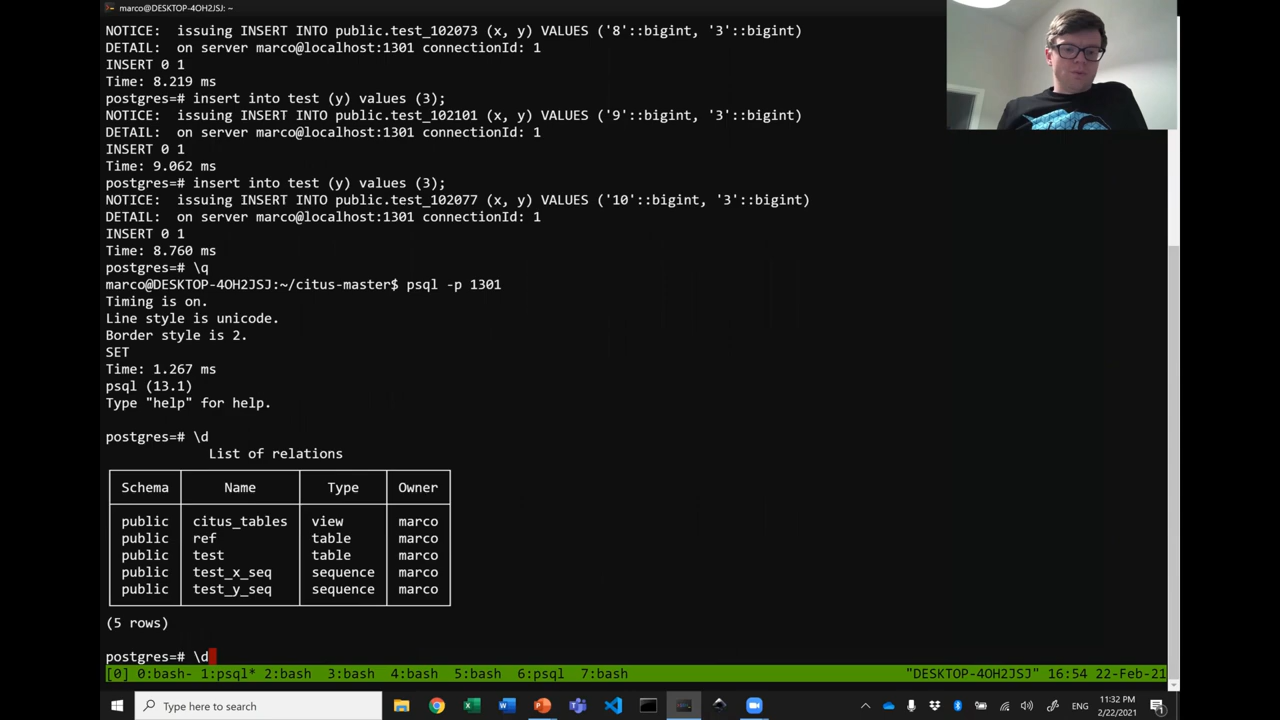 marco@DESKTOP-4OH2JSJ: ~
NOTICE:  issuing INSERT INTO public.test_102073 (x, y) VALUES ('8'::bigint, '3'::bigint)
DETAIL:  on server marco@localhost:1301 connectionId: 1
INSERT 0 1
Time: 8.219 ms
postgres=# insert into test (y) values (3);
NOTICE:  issuing INSERT INTO public.test_102101 (x, y) VALUES ('9'::bigint, '3'::bigint)
DETAIL:  on server marco@localhost:1301 connectionId: 1
INSERT 0 1
Time: 9.062 ms
postgres=# insert into test (y) values (3);
NOTICE:  issuing INSERT INTO public.test_102077 (x, y) VALUES ('10'::bigint, '3'::bigint)
DETAIL:  on server marco@localhost:1301 connectionId: 1
INSERT 0 1
Time: 8.760 ms
postgres=# \q
marco@DESKTOP-4OH2JSJ:~/citus-master$ psql -p 1301
Timing is on.
Line style is unicode.
Border style is 2.
SET
Time: 1.267 ms
psql (13.1)
Type "help" for help.
postgres=# \d
List of relations
Schema Name Type Owner
public citus_tables view marco
public ref table marco
public test table marco
public test_x_seq sequence marco
public test_y_seq sequence marco
(5 rows)
postgres=# \d
[0] 0:bash- 1:psql* 2:bash  3:bash  4:bash  5:bash  6:psql  7:bash "DESKTOP-4OH2JSJ" 16:54 22-Feb-21
Type here to search
ENG
11:32 PM
2/22/2021
1